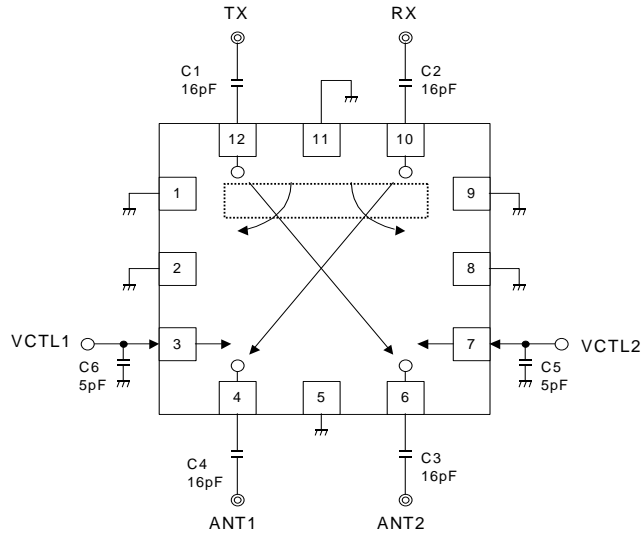 TX
RX
C1
16pF
C2
16pF
12
11
10
1
9
2
8
VCTL1
3
7
VCTL2
C6
5pF
C5
5pF
4
5
6
C4
16pF
C3
16pF
ANT1
ANT2